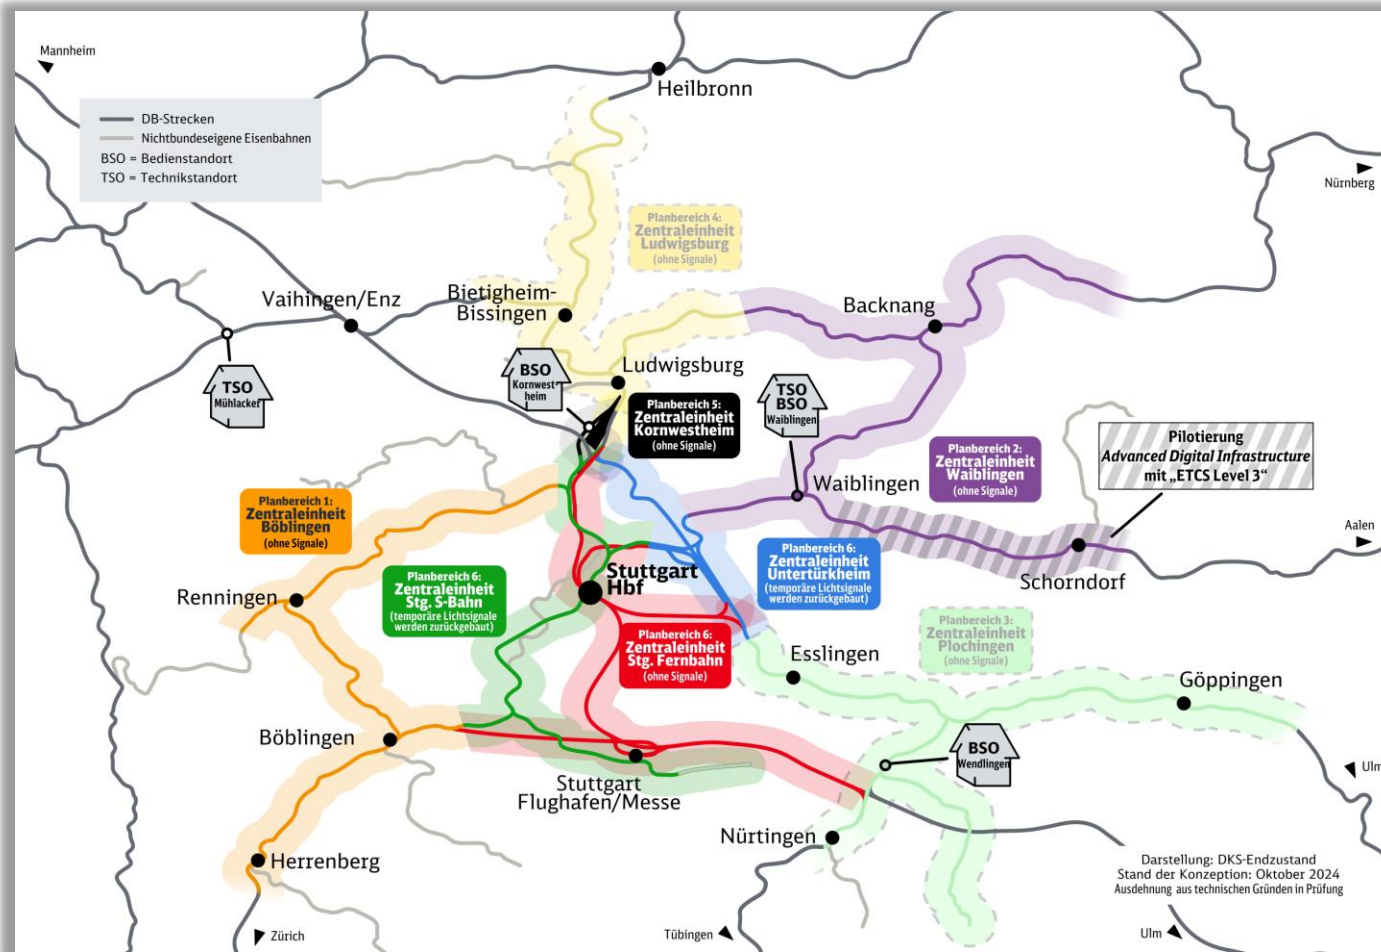 Mannheim
Heilbronn
DB-Strecken
Nichtbundeseigene Eisenbahnen
BSO = Bedienstandort
TSO = Technikstandort
Nürnberg
Planbereich 4:
Zentraleinheit
Ludwigsburg
(ohne Signale)
Vaihingen/Enz
Bietigheim-
Bissingen
Backnang
TSO
Mühlacker
BSO
Kornwest-
heim
Ludwigsburg
TSO
BSO
Waiblingen
Planbereich 5:
Zentraleinheit
Kornwestheim
(ohne Signale)
Planbereich 2:
Zentraleinheit
Waiblingen
(ohne Signale)
Pilotierung
Advanced Digital Infrastructure
mit „ETCS Level 3“
Waiblingen
Planbereich 1:
Zentraleinheit
Böblingen
(ohne Signale)
Aalen
Planbereich 6:
Zentraleinheit
Stg. S-Bahn
(temporäre Lichtsignale
werden zurückgebaut)
Stuttgart
Hbf
Planbereich 6:
Zentraleinheit
Untertürkheim
(temporäre Lichtsignale
werden zurückgebaut)
Schorndorf
Renningen
Planbereich 6:
Zentraleinheit
Stg. Fernbahn
(ohne Signale)
Planbereich 3:
Zentraleinheit
Plochingen
(ohne Signale)
Esslingen
Göppingen
Böblingen
BSO
Wendlingen
Stuttgart
Flughafen/Messe
Ulm
Nürtingen
Herrenberg
Darstellung: DKS-Endzustand
Stand der Konzeption: Oktober 2024
Ausdehnung aus technischen Gründen in Prüfung
Zürich
Tübingen
Ulm